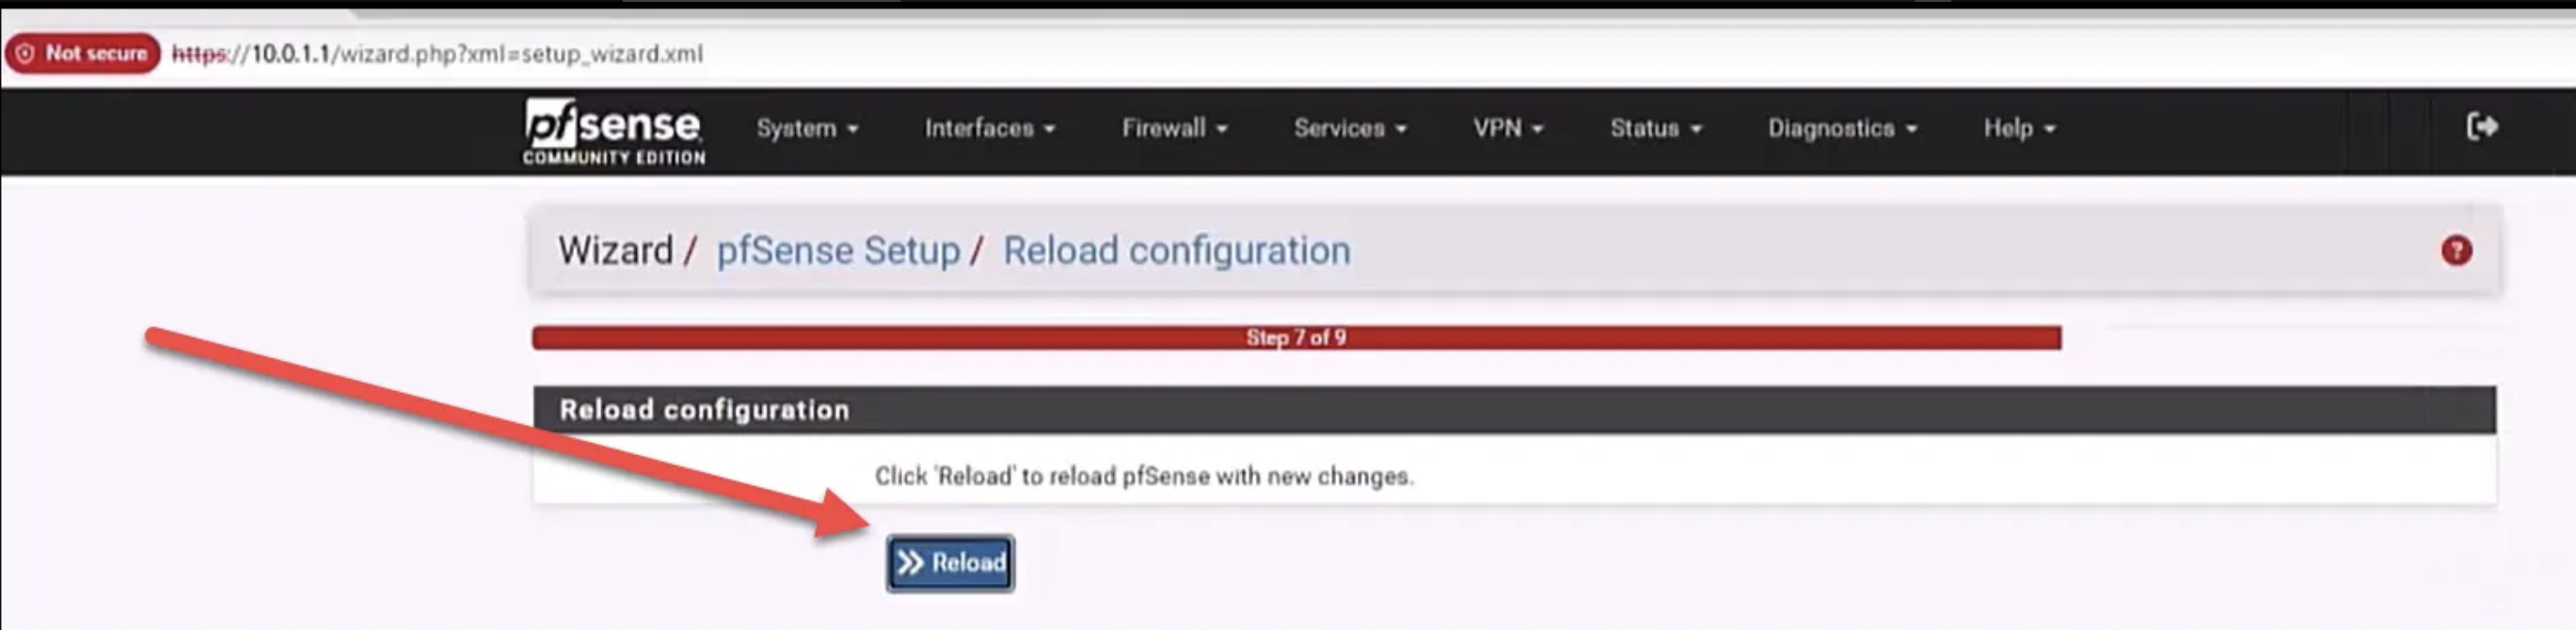 Not secure https://10.0.1.1/wizard.php?xml=setup_wizard.xml
pfsense System Interfaces Firewall Services VPN Status Diagnostics Help
COMMUNITY EDITION
Wizard / pfSense Setup / Reload configuration ?
Step 7 of 9
Reload configuration
Click 'Reload' to reload pfSense with new changes.
Reload